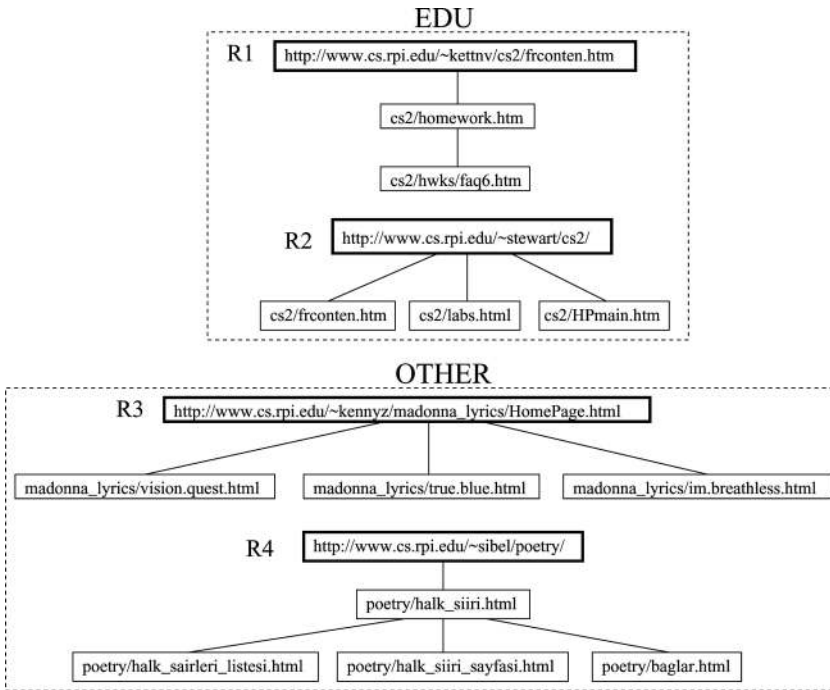 EDU
R1
http://www.cs.rpi.edu/~kettnv/cs2/frconten.htm
cs2/homework.htm
cs2/hwks/faq6.htm
R2
http://www.cs.rpi.edu/~stewart/cs2/
cs2/frconten.htm
cs2/labs.html
cs2/HPmain.htm
OTHER
R3
http://www.cs.rpi.edu/~kennyz/madonna_lyrics/HomePage.html
madonna_lyrics/vision.quest.html
madonna_lyrics/true.blue.html
madonna_lyrics/im.breathless.html
R4
http://www.cs.rpi.edu/~sibel/poetry/
poetry/halk_siiri.html
poetry/halk_sairleri_listesi.html
poetry/halk_siiri_sayfasi.html
poetry/baglar.html